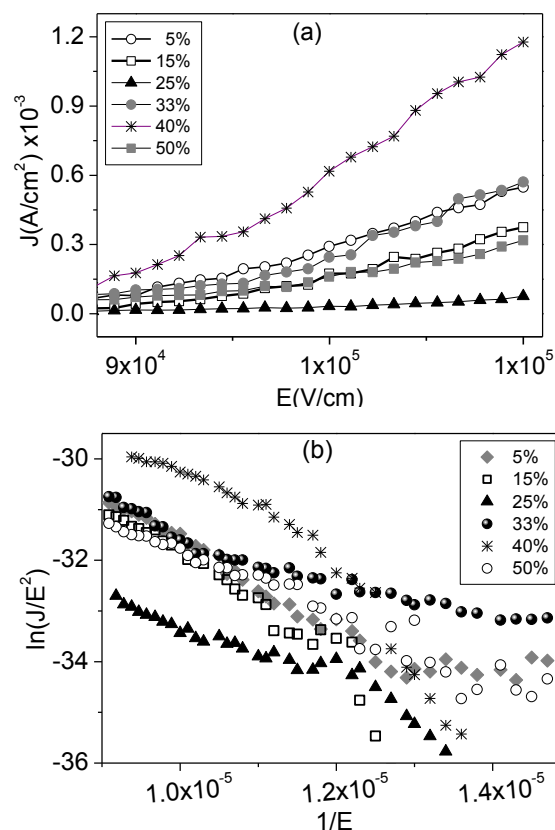 (a)
5%
15%
25%
33%
40%
50%
J(A/cm²) x10⁻³
1.2
0.9
0.6
0.3
0.0
9x10⁴
1x10⁵
1x10⁵
E(V/cm)
(b)
5%
15%
25%
33%
40%
50%
ln(J/E²)
-30
-32
-34
-36
1.0x10⁻⁵
1.2x10⁻⁵
1.4x10⁻⁵
1/E